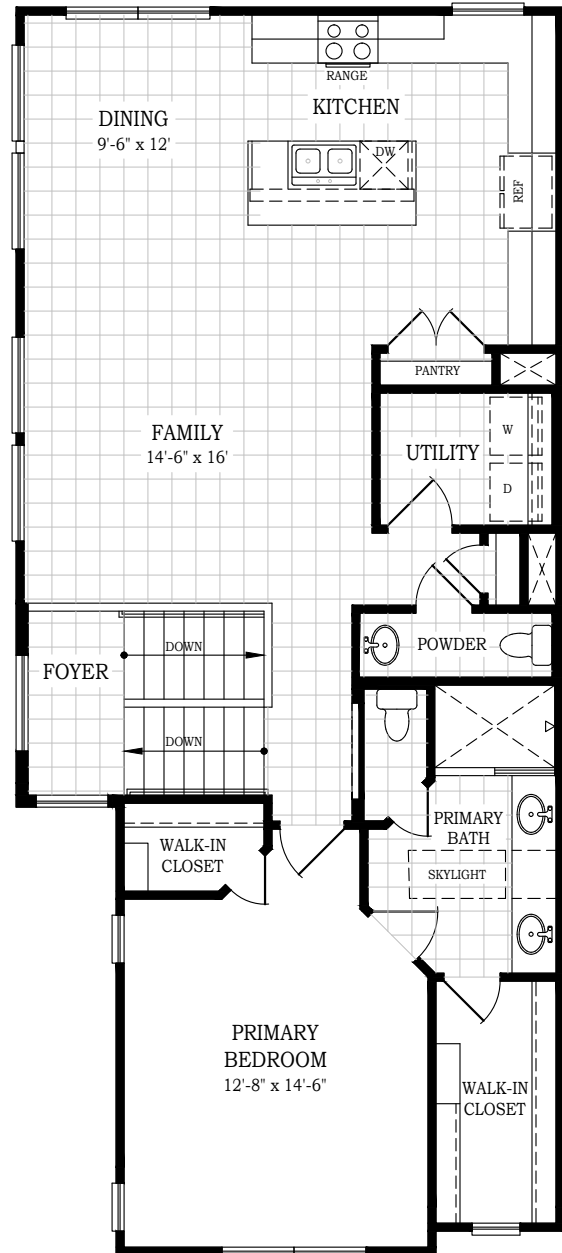 RANGE
KITCHEN
DINING
9'-6" x 12'
DW
REF
PANTRY
FAMILY
14'-6" x 16'
UTILITY
W
D
DOWN
POWDER
FOYER
DOWN
WALK-IN
CLOSET
PRIMARY
BATH
SKYLIGHT
PRIMARY
BEDROOM
12'-8" x 14'-6"
WALK-IN
CLOSET